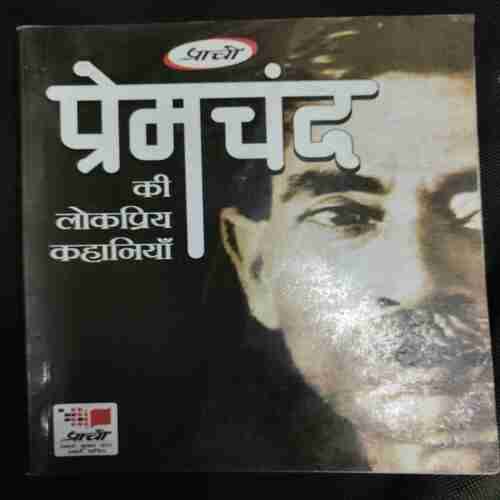 प्राची
प्रेमचंद
की
लोकप्रिय
कहानियाँ
प्राची